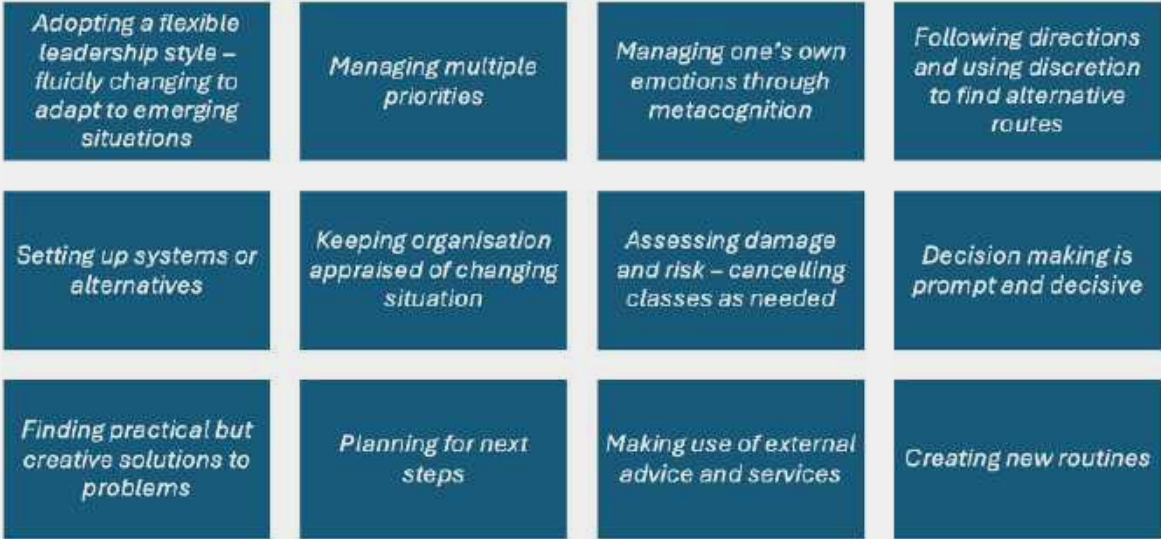 Adopting a flexible
leadership style –
fluidly changing to
adapt to emerging
situations
Managing multiple
priorities
Managing one's own
emotions through
metacognition
Following directions
and using discretion
to find alternative
routes
Setting up systems or
alternatives
Keeping organisation
appraised of changing
situation
Assessing damage
and risk – cancelling
classes as needed
Decision making is
prompt and decisive
Finding practical but
creative solutions to
problems
Planning for next
steps
Making use of external
advice and services
Creating new routines